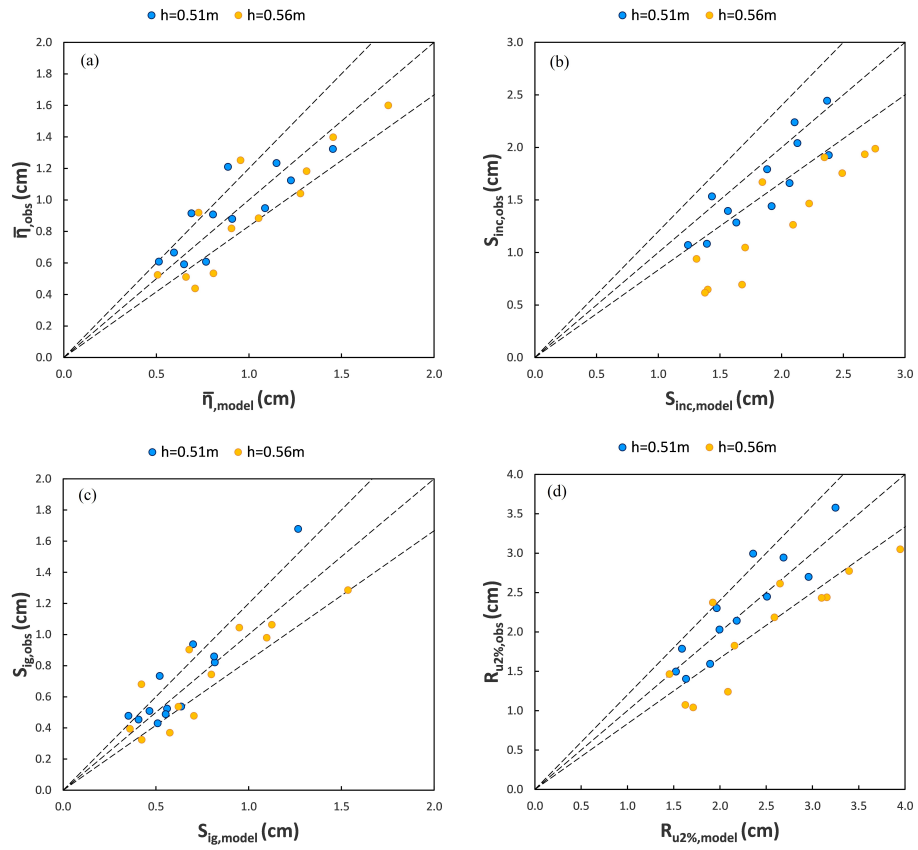 h=0.51m h=0.56m
(a)
2.0
1.8
1.6
1.4
1.2
1.0
0.8
0.6
0.4
0.2
0.0
η̅,obs (cm)
0.0 0.5 1.0 1.5 2.0
η̅,model (cm)
h=0.51m h=0.56m
(b)
3.0
2.5
2.0
1.5
1.0
0.5
0.0
Sinc,obs (cm)
0.0 0.5 1.0 1.5 2.0 2.5 3.0
Sinc,model (cm)
h=0.51m h=0.56m
(c)
2.0
1.8
1.6
1.4
1.2
1.0
0.8
0.6
0.4
0.2
0.0
Sig,obs (cm)
0.0 0.5 1.0 1.5 2.0
Sig,model (cm)
h=0.51m h=0.56m
(d)
4.0
3.5
3.0
2.5
2.0
1.5
1.0
0.5
0.0
Ru2%,obs (cm)
0.0 0.5 1.0 1.5 2.0 2.5 3.0 3.5 4.0
Ru2%,model (cm)